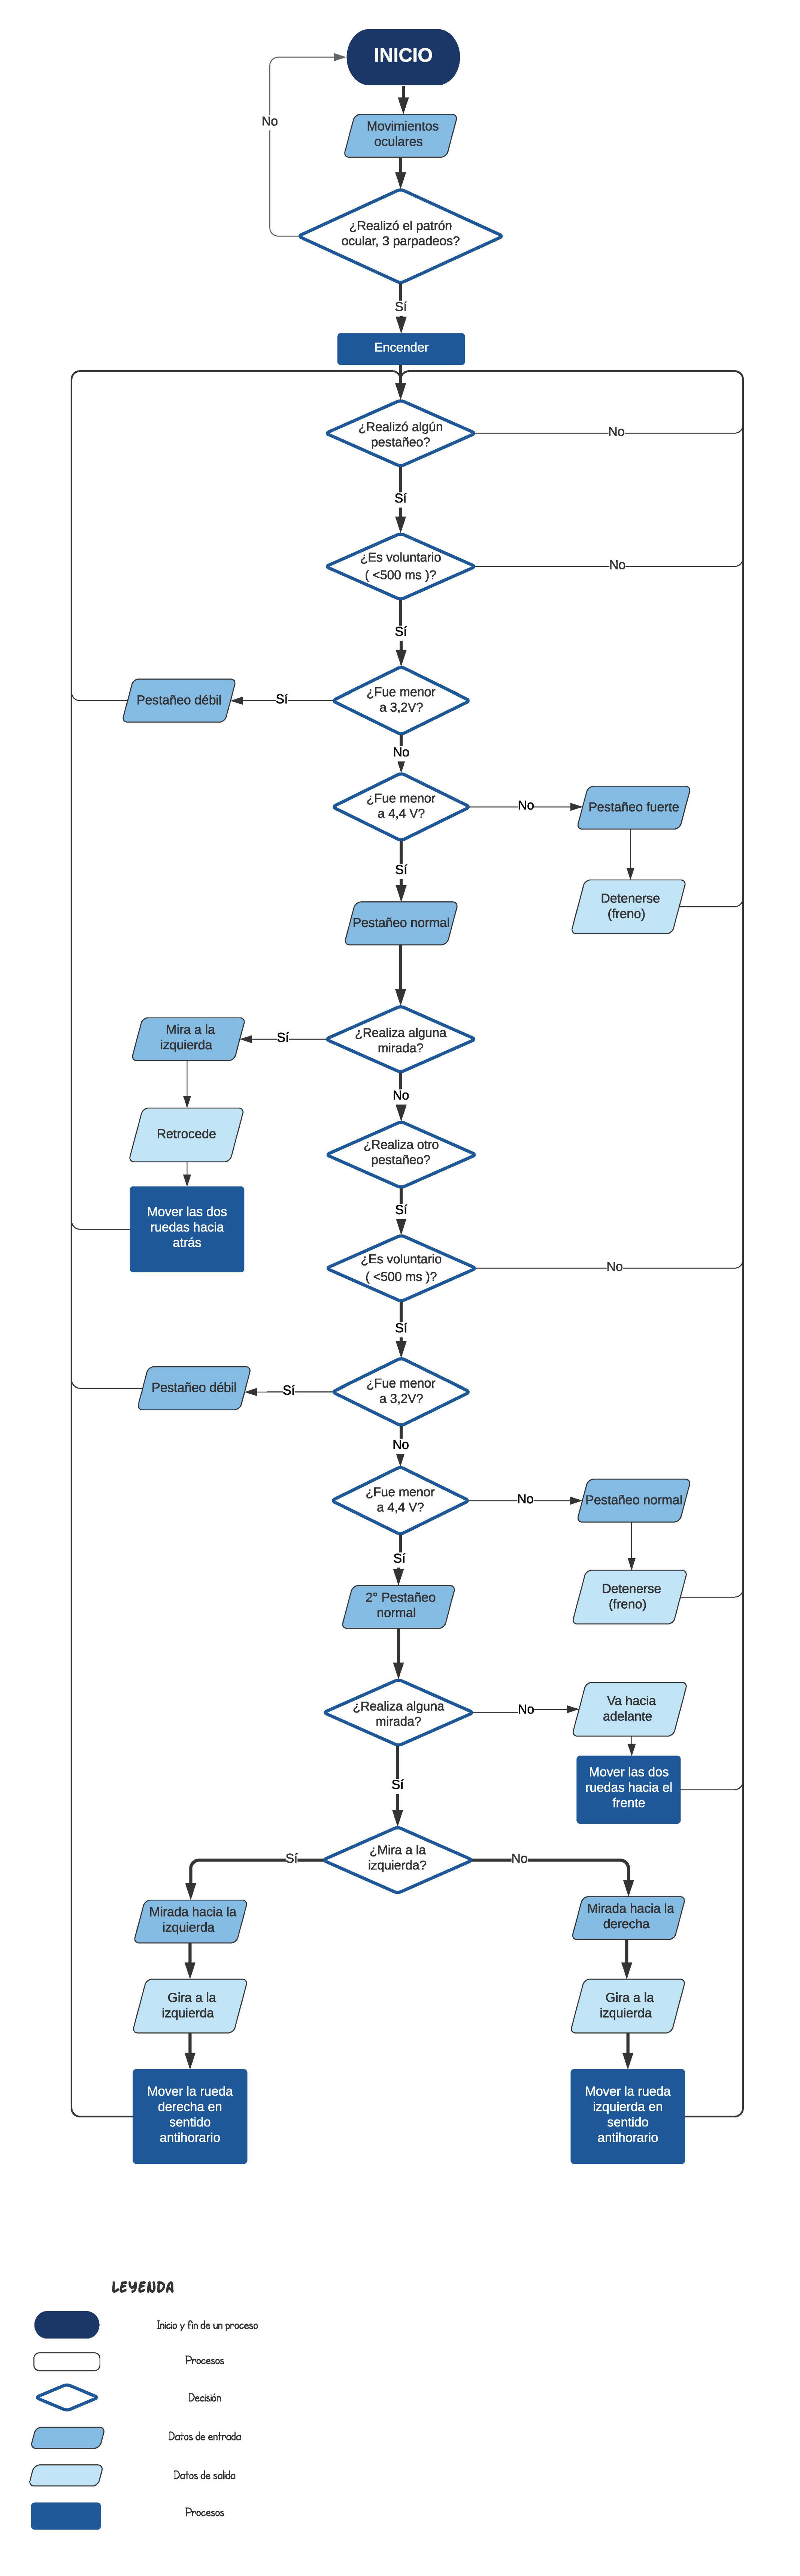 INICIO
No
Movimientos
oculares
¿Realizó el patrón
ocular, 3 parpadeos?
Sí
Encender
¿Realizó algún
pestañeo?
No
Sí
¿Es voluntario
( <500 ms )?
No
Sí
¿Fue menor
a 3,2V?
Sí
Pestañeo débil
No
¿Fue menor
a 4,4 V?
No
Pestañeo fuerte
Sí
Detenerse
(freno)
Pestañeo normal
¿Realiza alguna
mirada?
Sí
Mira a la
izquierda
No
Retrocede
¿Realiza otro
pestañeo?
Sí
Mover las dos
ruedas hacia
atrás
¿Es voluntario
( <500 ms )?
No
Sí
¿Fue menor
a 3,2V?
Sí
Pestañeo débil
No
¿Fue menor
a 4,4 V?
No
Pestañeo normal
Sí
Detenerse
(freno)
2° Pestañeo
normal
¿Realiza alguna
mirada?
No
Va hacia
adelante
Mover las dos
ruedas hacia el
frente
Sí
¿Mira a la
izquierda?
Sí
No
Mirada hacia la
izquierda
Mirada hacia la
derecha
Gira a la
izquierda
Gira a la
izquierda
Mover la rueda
derecha en
sentido
antihorario
Mover la rueda
izquierda en
sentido
antihorario
LEYENDA
Inicio y fin de un proceso
Procesos
Decisión
Datos de entrada
Datos de salida
Procesos